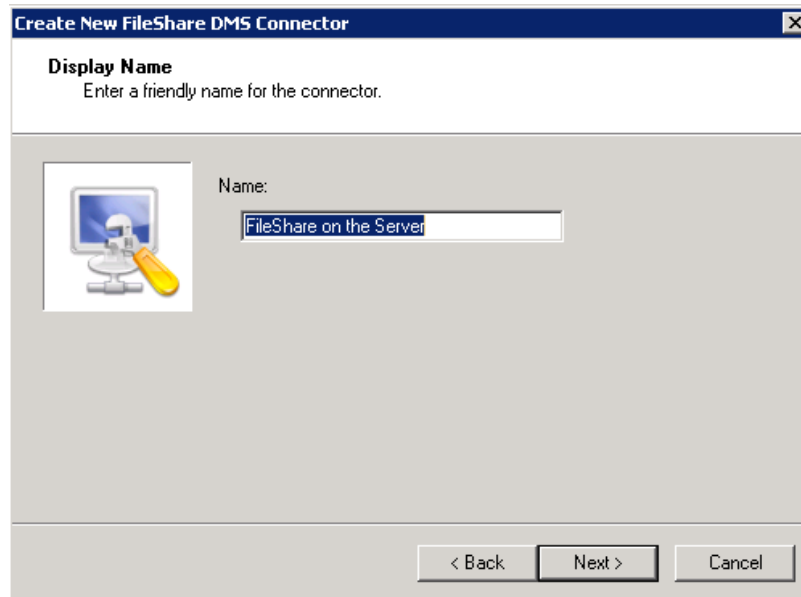 Create New FileShare DMS Connector
Display Name
Enter a friendly name for the connector.
Name:
FileShare on the Server
< Back
Next >
Cancel